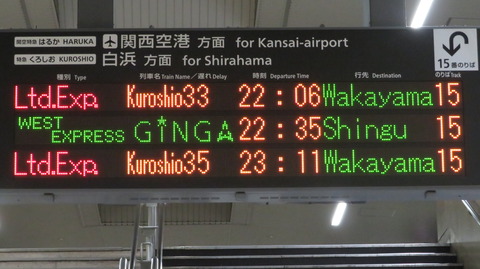 関空特急 はるか HARUKA 関西空港 方面 for Kansai-airport
特急 くろしお KUROSHIO 白浜 方面 for Shirahama
15 番のりば
種別 Type 列車名 Train Name／遅れ Delay 時刻 Departure Time 行先 Destination のりば Track
Ltd.Exp. Kuroshio33 22:06 Wakayama 15
WEST EXPRESS GINGA 22:35 Shingu 15
Ltd.Exp. Kuroshio35 23:11 Wakayama 15